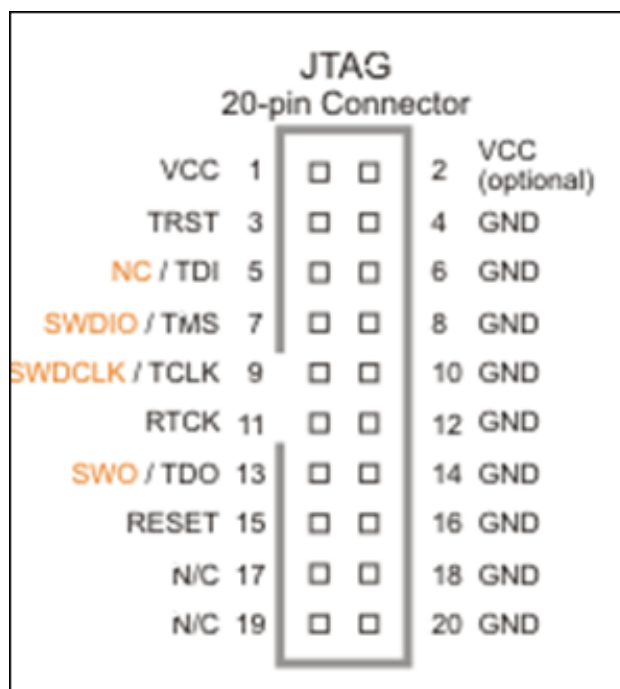 JTAG
20-pin Connector
VCC 1 2 VCC (optional)
TRST 3 4 GND
NC / TDI 5 6 GND
SWDIO / TMS 7 8 GND
SWDCLK / TCLK 9 10 GND
RTCK 11 12 GND
SWO / TDO 13 14 GND
RESET 15 16 GND
N/C 17 18 GND
N/C 19 20 GND